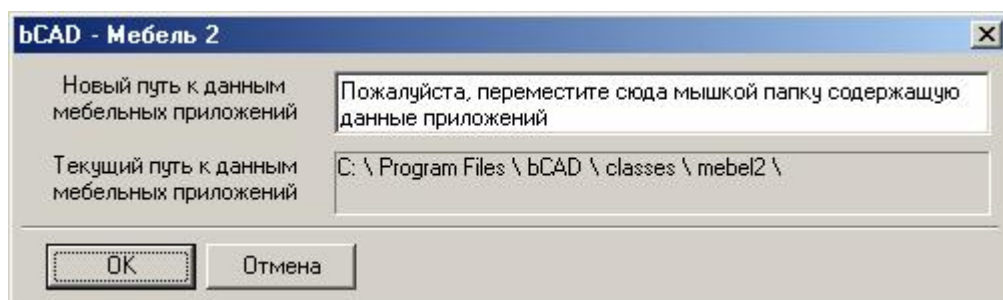 bCAD - Мебель 2
Новый путь к данным
мебельных приложений
Пожалуйста, переместите сюда мышкой папку содержащую
данные приложений
Текущий путь к данным
мебельных приложений
C: \ Program Files \ bCAD \ classes \ mebel2 \
OK
Отмена